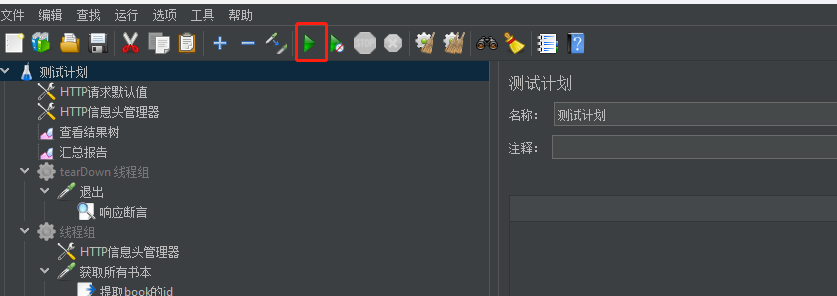 文件 编辑 查找 运行 选项 工具 帮助
STOP
测试计划
HTTP请求默认值
HTTP信息头管理器
查看结果树
汇总报告
tearDown 线程组
退出
响应断言
线程组
HTTP信息头管理器
获取所有书本
提取book的id
测试计划
名称： 测试计划
注释：